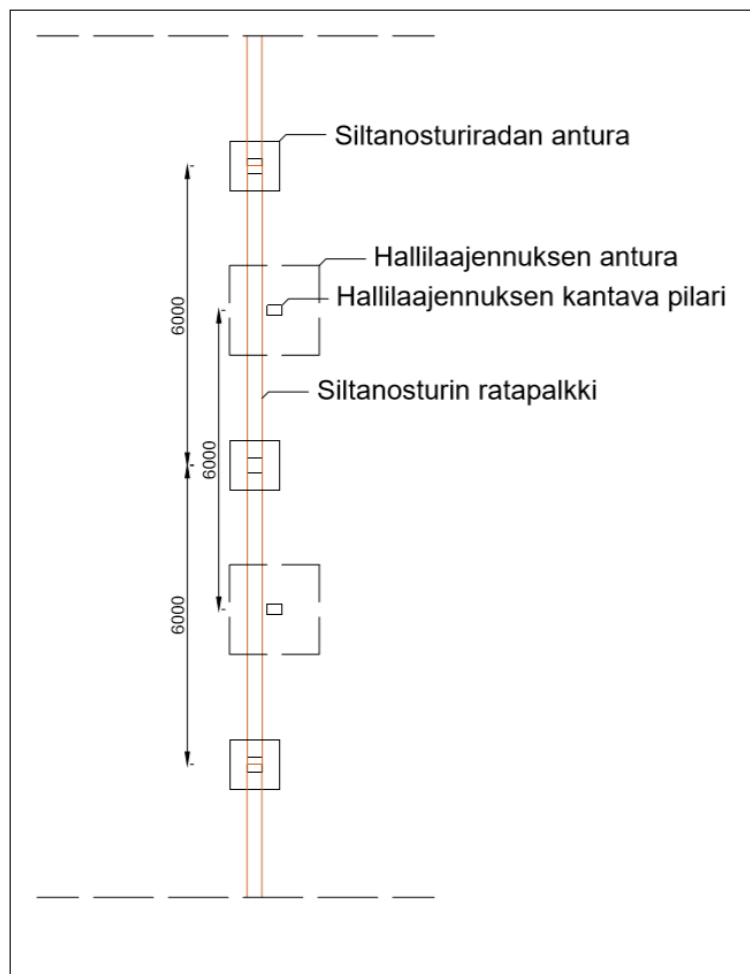 Siltanosturiradan antura
Hallilaajennuksen antura
Hallilaajennuksen kantava pilari
6000
Siltanosturin ratapalkki
6000
6000